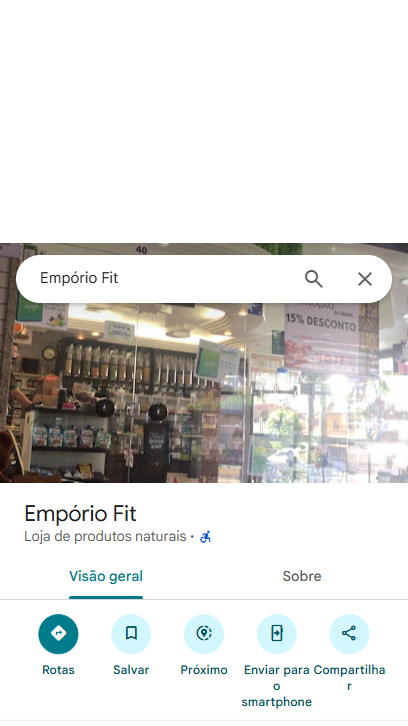 40
Empório Fit
15% DESCONTO
Empório Fit
Loja de produtos naturais •
Visão geral
Sobre
Rotas
Salvar
Próximo
Enviar para
o
smartphone
Compartilha
r